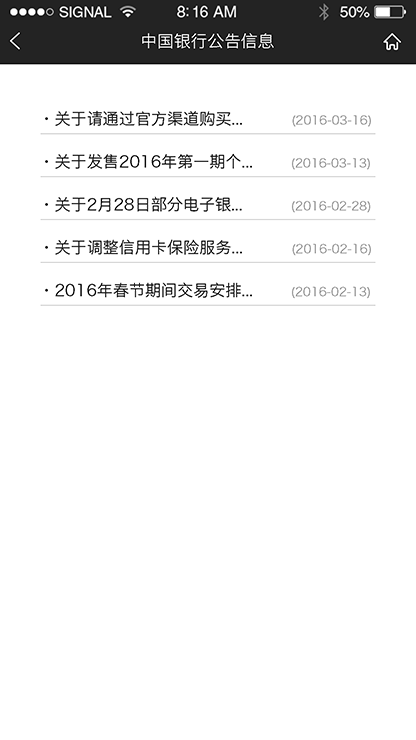 SIGNAL 8:16 AM 50%
中国银行公告信息
·关于请通过官方渠道购买... (2016-03-16)
·关于发售2016年第一期个... (2016-03-13)
·关于2月28日部分电子银... (2016-02-28)
·关于调整信用卡保险服务... (2016-02-16)
·2016年春节期间交易安排... (2016-02-13)